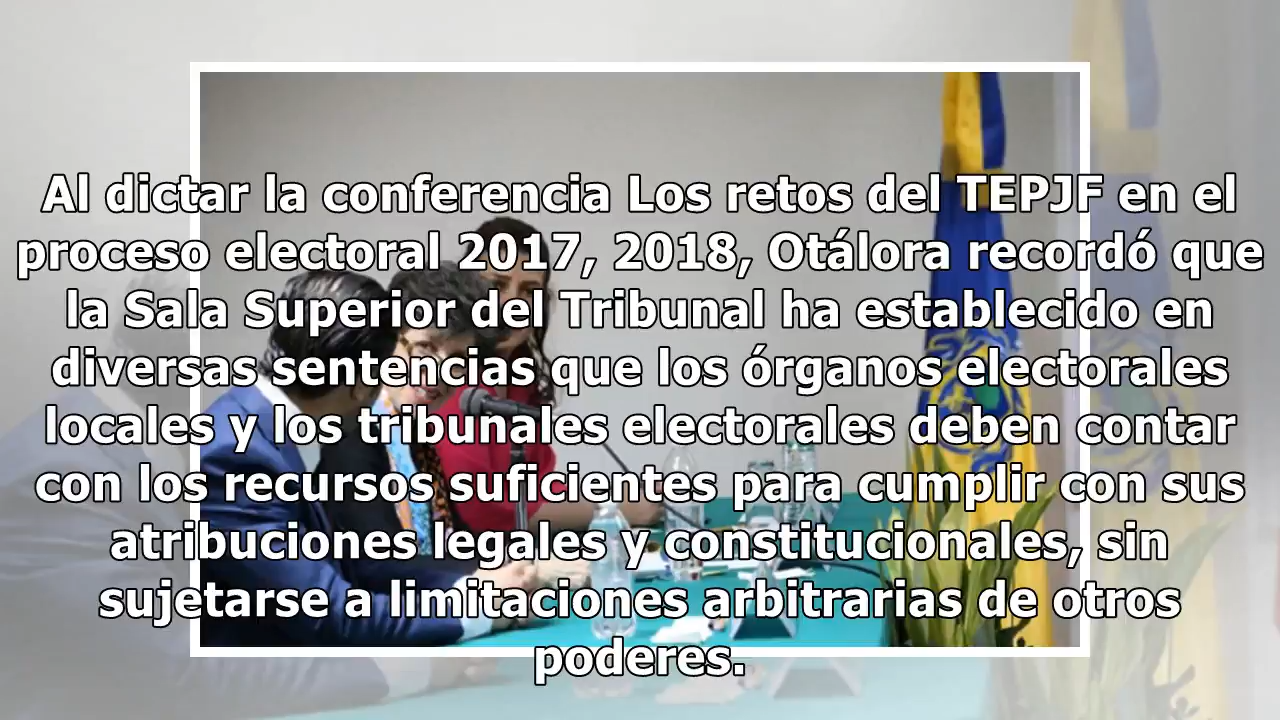 Al dictar la conferencia Los retos del TEPJF en el
proceso electoral 2017, 2018, Otálora recordó que
la Sala Superior del Tribunal ha establecido en
diversas sentencias que los órganos electorales
locales y los tribunales electorales deben contar
con los recursos suficientes para cumplir con sus
atribuciones legales y constitucionales, sin
sujetarse a limitaciones arbitrarias de otros
poderes.